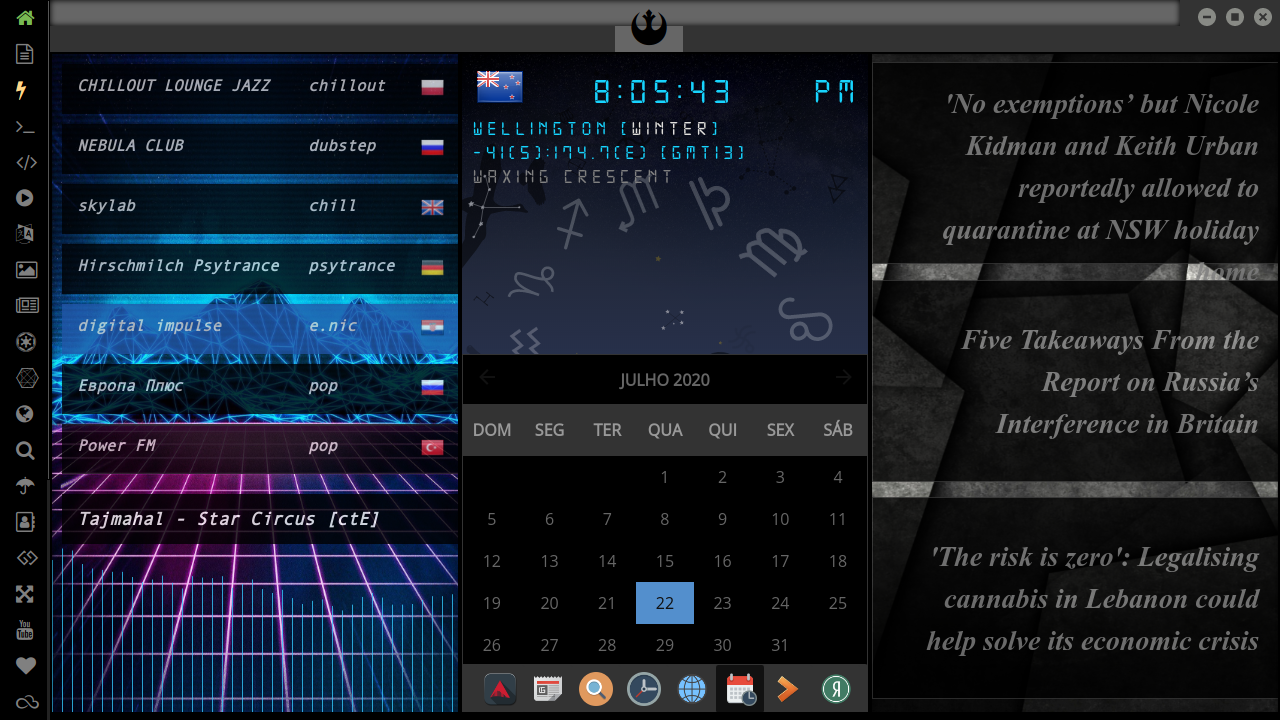 CHILLOUT LOUNGE JAZZ chillout
NEBULA CLUB dubstep
skylab chill
Hirschmilch Psytrance psytrance
digital impulse e.nic
Европа Плюс pop
Power FM pop
Tajmahal - Star Circus [ctE]
8:05:43 PM
WELLINGTON [WINTER]
-41(S):174.7(E) [GMT13]
WAXING CRESCENT
JULHO 2020
DOM SEG TER QUA QUI SEX SÁB
1 2 3 4
5 6 7 8 9 10 11
12 13 14 15 16 17 18
19 20 21 22 23 24 25
26 27 28 29 30 31
'No exemptions’ but Nicole
Kidman and Keith Urban
reportedly allowed to
quarantine at NSW holiday
home
Five Takeaways From the
Report on Russia’s
Interference in Britain
'The risk is zero': Legalising
cannabis in Lebanon could
help solve its economic crisis
You
Tube
Я